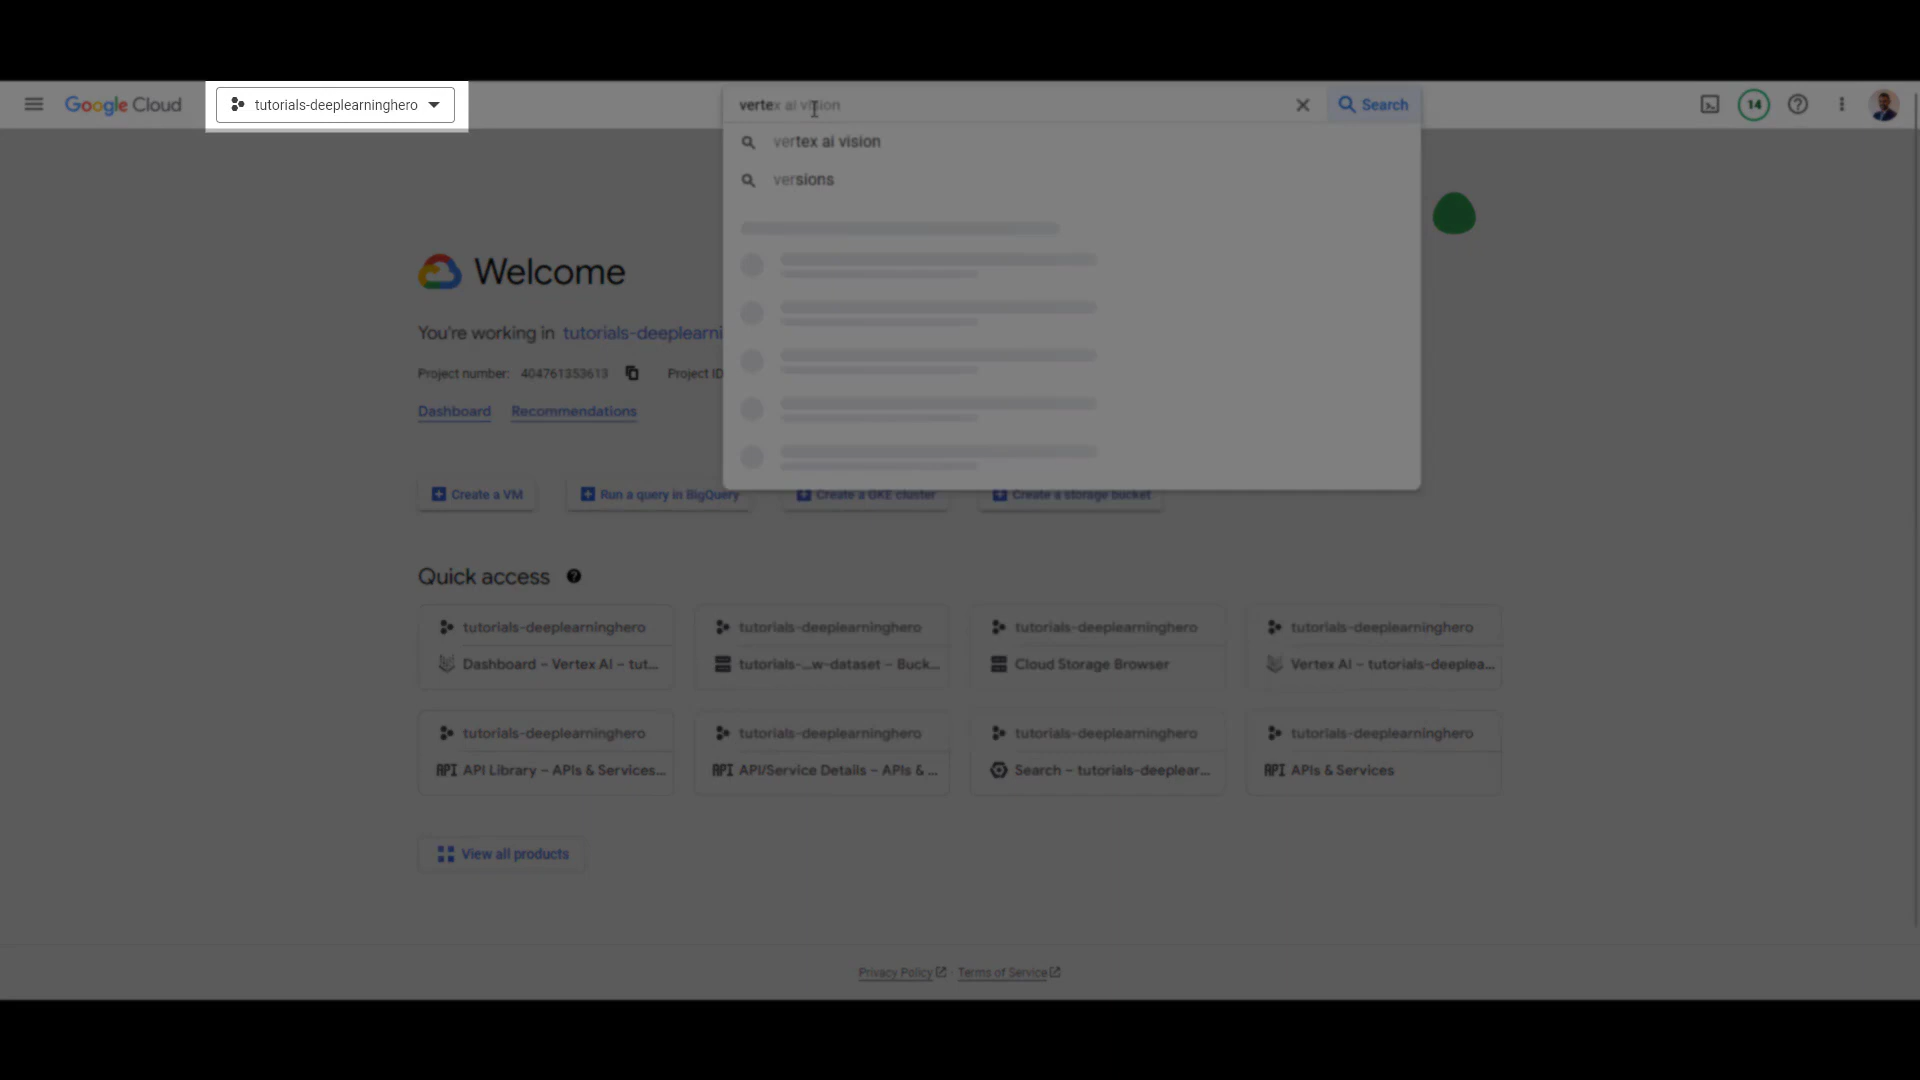 Google Cloud
tutorials-deeplearninghero
vertex ai vision
Search
14
vertex ai vision
versions
Welcome
You're working in tutorials-deeplearni
Project number: 404761353613 Project ID
Dashboard Recommendations
Create a VM Run a query in BigQuery Create a GKE cluster Create a storage bucket
Quick access
tutorials-deeplearninghero tutorials-deeplearninghero tutorials-deeplearninghero tutorials-deeplearninghero
Dashboard – Vertex AI – tut... tutorials-...w-dataset – Buck... Cloud Storage Browser Vertex AI – tutorials-deeplea...
tutorials-deeplearninghero tutorials-deeplearninghero tutorials-deeplearninghero tutorials-deeplearninghero
API API Library – APIs & Services... API API/Service Details – APIs & ... Search – tutorials-deeplear... API APIs & Services
View all products
Privacy Policy · Terms of Service